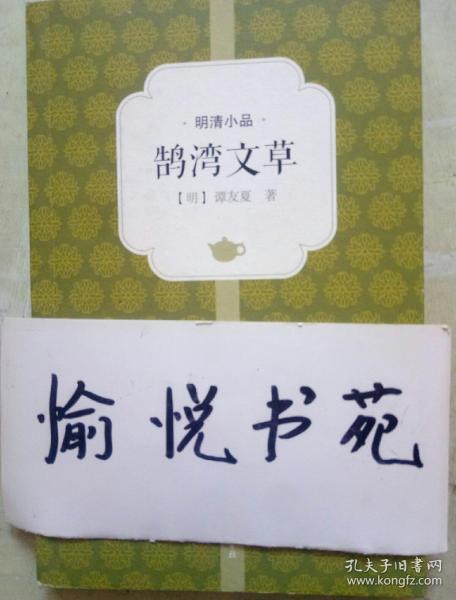 · 明清小品 ·
鹄湾文草
【明】谭友夏 著
愉悦书苑
孔夫子旧书网
www.kongfz.com